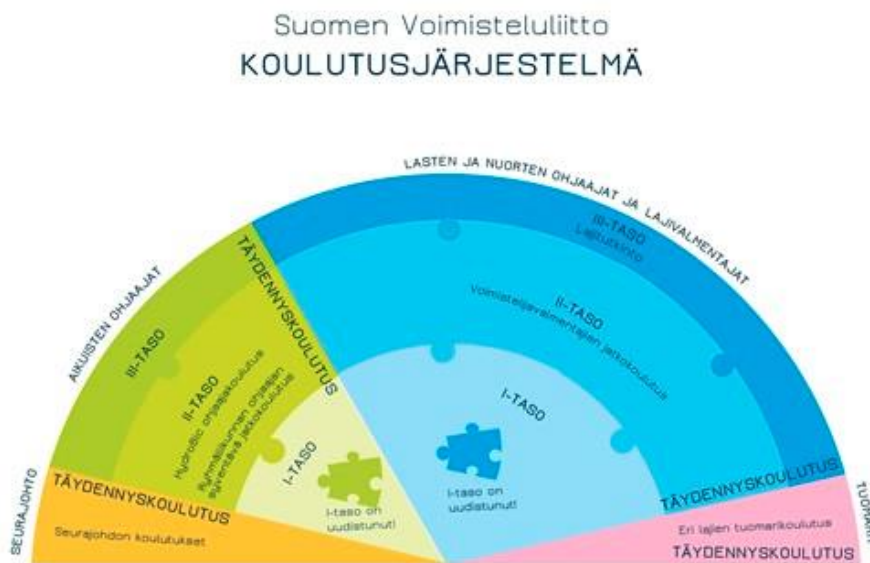 Suomen Voimisteluliitto
KOULUTUSJÄRJESTELMÄ
LASTEN JA NUORTEN OHJAAJAT JA LAJIVALMENTAJAT
III-TASO
Lajitutkinto
II-TASO
Voimistelijavalmentajien jatkokoulutus
I-TASO
I-taso on
uudistunut!
TÄYDENNYSKOULUTUS
AIKUISTEN OHJAAJAT
III-TASO
II-TASO
HydroBic ohjaajakoulutus
Ryhmäliikunnan ohjaajan
syventävä jatkokoulutus
I-TASO
I-taso on
uudistunut!
TÄYDENNYSKOULUTUS
SEURAJOHTO
TÄYDENNYSKOULUTUS
Seurajohdon koulutukset
Eri lajien tuomarikoulutus
TÄYDENNYSKOULUTUS